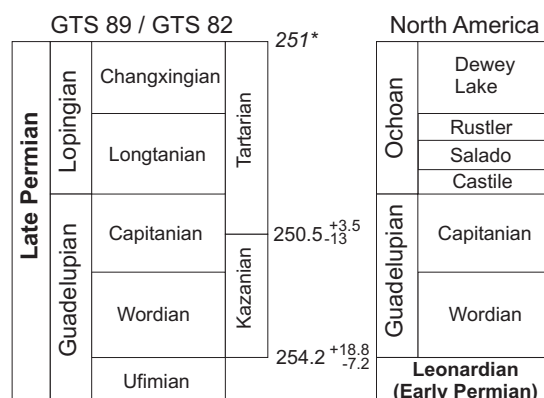 GTS 89 / GTS 82
North America
251*
Late Permian
Lopingian
Changxingian
Longtanian
Tartarian
Guadelupian
Capitanian
Wordian
Kazanian
Ufimian
250.5 +3.5 -13
254.2 +18.8 -7.2
Ochoan
Dewey
Lake
Rustler
Salado
Castile
Guadelupian
Capitanian
Wordian
Leonardian
(Early Permian)